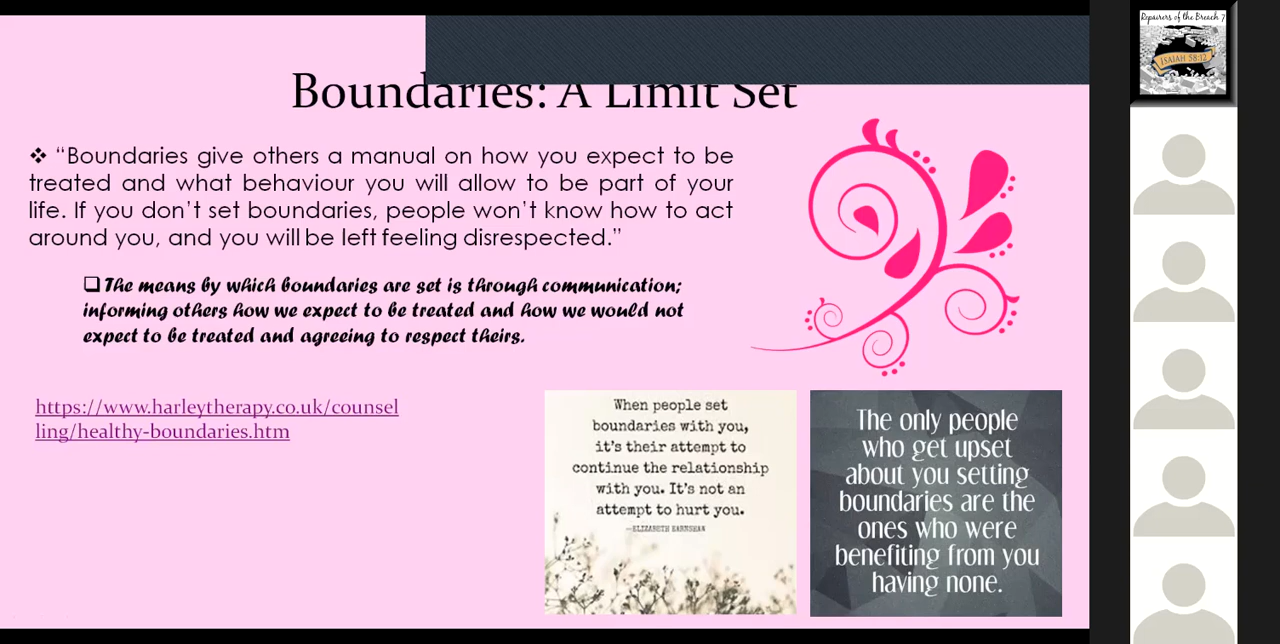 Boundaries: A Limit Set
❖ “Boundaries give others a manual on how you expect to be
treated and what behaviour you will allow to be part of your
life. If you don’t set boundaries, people won’t know how to act
around you, and you will be left feeling disrespected.”
❑ The means by which boundaries are set is through communication;
informing others how we expect to be treated and how we would not
expect to be treated and agreeing to respect theirs.
https://www.harleytherapy.co.uk/counsel
ling/healthy-boundaries.htm
When people set
boundaries with you,
it's their attempt to
continue the relationship
with you. It's not an
attempt to hurt you.
—ELIZABETH EARNSHAW
The only people
who get upset
about you setting
boundaries are the
ones who were
benefiting from you
having none.
Repairers of the Breach 7
ISAIAH 58:12